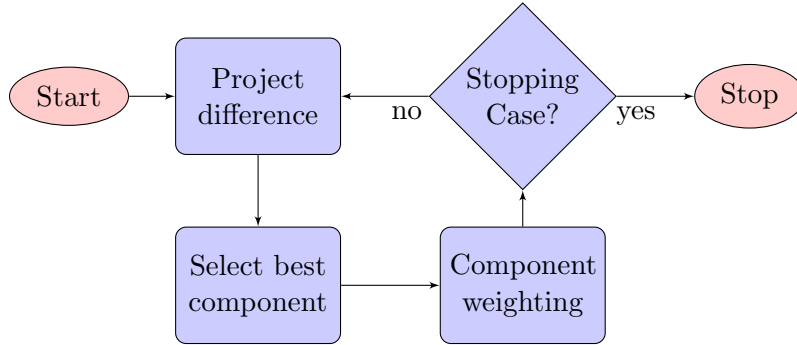 Start
Project
difference
no
Stopping
Case?
yes
Stop
Select best
component
Component
weighting